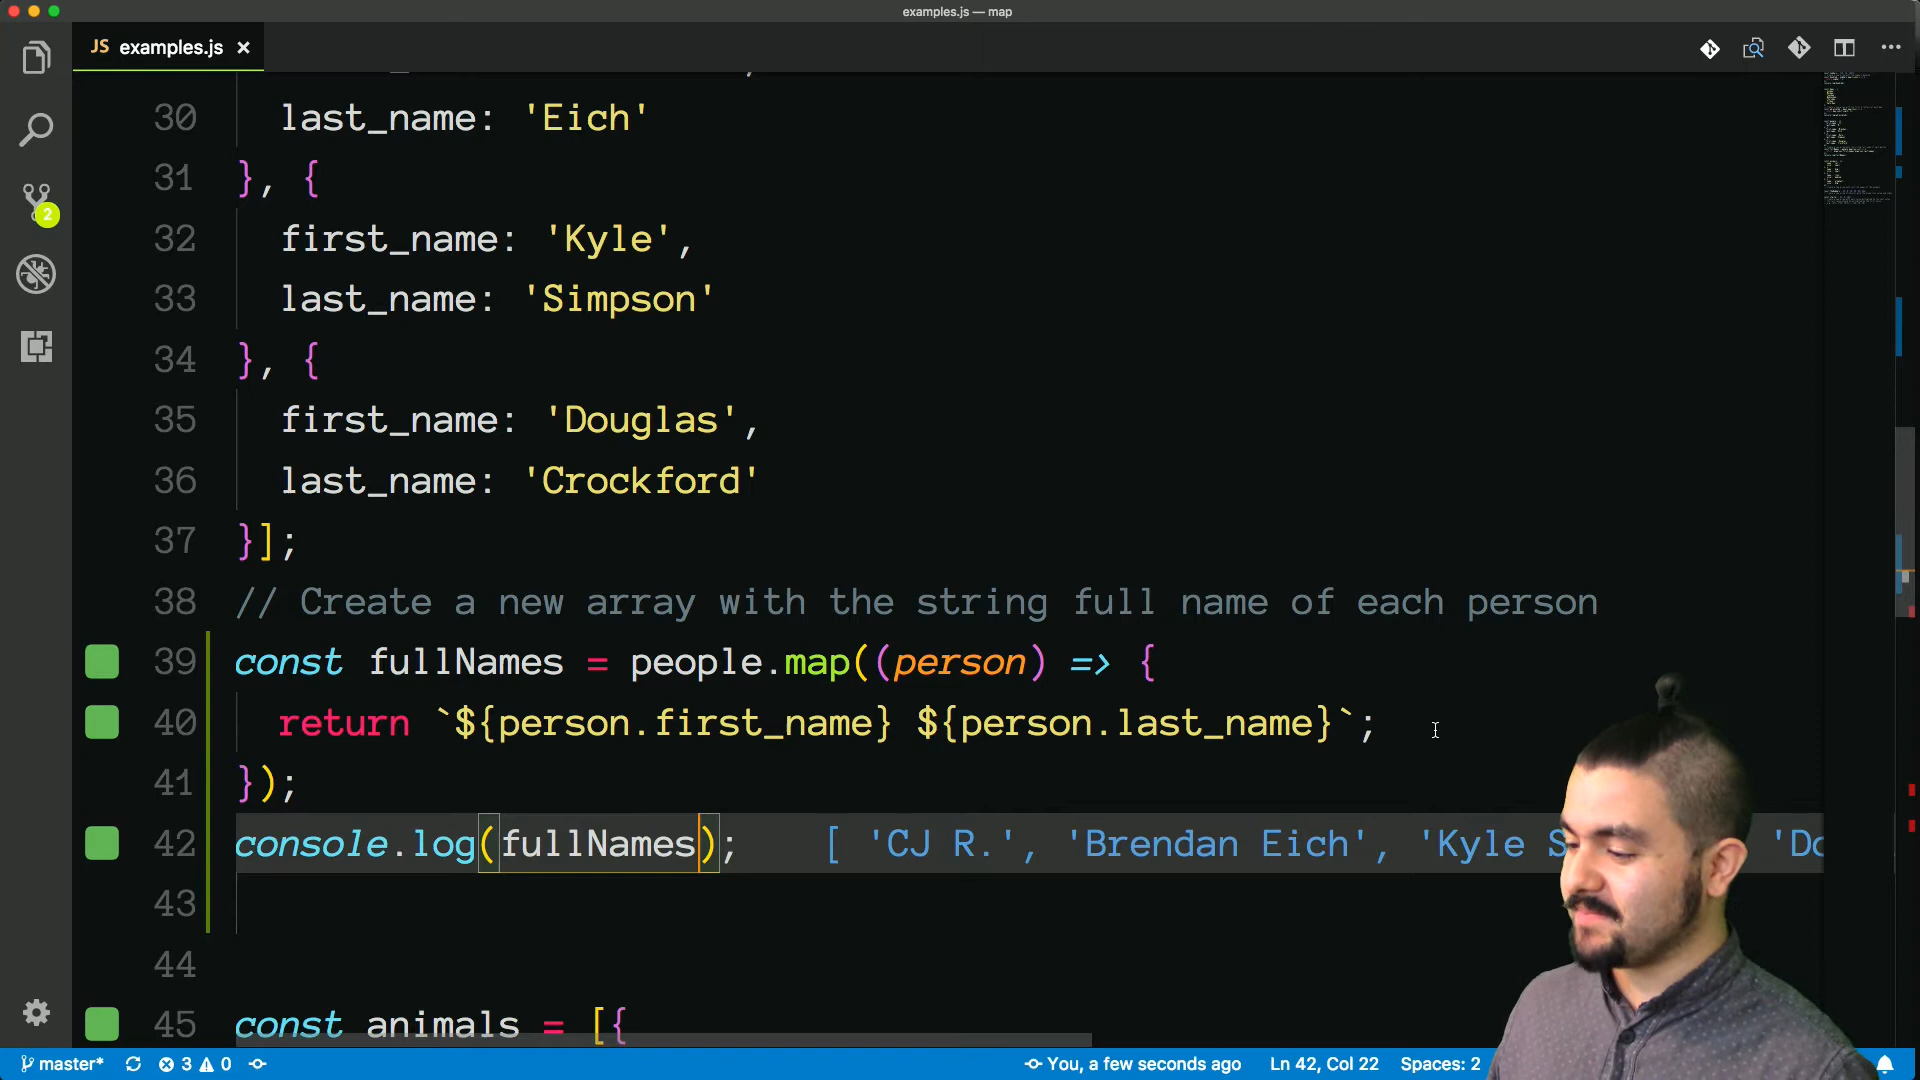 examples.js — map
JS examples.js ×
30 last_name: 'Eich'
31 }, {
32 first_name: 'Kyle',
33 last_name: 'Simpson'
34 }, {
35 first_name: 'Douglas',
36 last_name: 'Crockford'
37 }];
38 // Create a new array with the string full name of each person
39 const fullNames = people.map((person) => {
40 return `${person.first_name} ${person.last_name}`;
41 });
42 console.log(fullNames); [ 'CJ R.', 'Brendan Eich', 'Kyle S 'Do
43
44
45 const animals = [{
2
master* 3 0 You, a few seconds ago Ln 42, Col 22 Spaces: 2